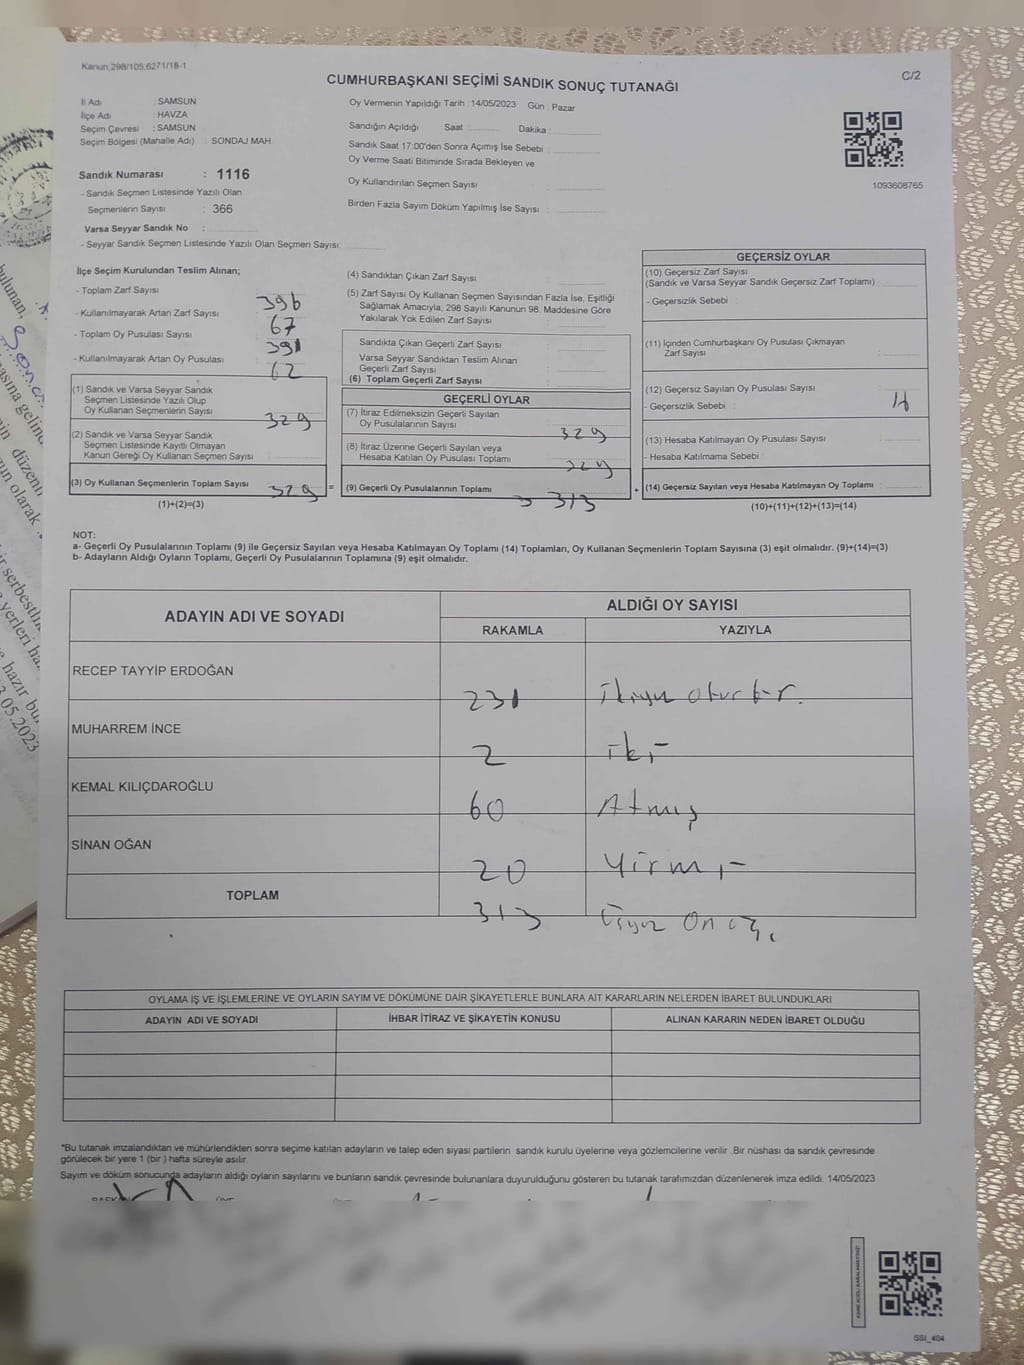 Kanun:298/105,6271/18-1
C/2
CUMHURBAŞKANI SEÇİMİ SANDIK SONUÇ TUTANAĞI
İl Adı : SAMSUN
İlçe Adı : HAVZA
Seçim Çevresi : SAMSUN
Seçim Bölgesi (Mahalle Adı) : SONDAJ MAH.
Sandık Numarası : 1116
- Sandık Seçmen Listesinde Yazılı Olan
Seçmenlerin Sayısı : 366
Varsa Seyyar Sandık No :
- Seyyar Sandık Seçmen Listesinde Yazılı Olan Seçmen Sayısı:
Oy Vermenin Yapıldığı Tarih :14/05/2023 Gün : Pazar
Sandığın Açıldığı Saat Dakika :
Sandık Saat 17:00'den Sonra Açımış İse Sebebi :
Oy Verme Saati Bitiminde Sırada Bekleyen ve
Oy Kullandırılan Seçmen Sayısı :
Birden Fazla Sayım Döküm Yapılmış İse Sayısı :
1093608765
İlçe Seçim Kurulundan Teslim Alınan;
- Toplam Zarf Sayısı : 396
- Kullanılmayarak Artan Zarf Sayısı : 67
- Toplam Oy Pusulası Sayısı : 391
- Kullanılmayarak Artan Oy Pusulası : 62
(1) Sandık ve Varsa Seyyar Sandık
Seçmen Listesinde Yazılı Olup
Oy Kullanan Seçmenlerin Sayısı : 329
(2) Sandık ve Varsa Seyyar Sandık
Seçmen Listesinde Kayıtlı Olmayan
Kanun Gereği Oy Kullanan Seçmen Sayısı :
(3) Oy Kullanan Seçmenlerin Toplam Sayısı : 329
(1)+(2)=(3)
(4) Sandıktan Çıkan Zarf Sayısı :
(5) Zarf Sayısı Oy Kullanan Seçmen Sayısından Fazla İse, Eşitliği
Sağlamak Amacıyla; 298 Sayılı Kanunun 98. Maddesine Göre
Yakılarak Yok Edilen Zarf Sayısı :
Sandıkta Çıkan Geçerli Zarf Sayısı :
Varsa Seyyar Sandıktan Teslim Alınan
Geçerli Zarf Sayısı :
(6) Toplam Geçerli Zarf Sayısı :
GEÇERLİ OYLAR
(7) İtiraz Edilmeksizin Geçerli Sayılan
Oy Pusulalarının Sayısı : 329
(8) İtiraz Üzerine Geçerli Sayılan veya
Hesaba Katılan Oy Pusulası Toplamı : 329
= (9) Geçerli Oy Pusulalarının Toplamı : 313
GEÇERSİZ OYLAR
(10) Geçersiz Zarf Sayısı
(Sandık ve Varsa Seyyar Sandık Geçersiz Zarf Toplamı) :
- Geçersizlik Sebebi :
(11) İçinden Cumhurbaşkanı Oy Pusulası Çıkmayan
Zarf Sayısı :
(12) Geçersiz Sayılan Oy Pusulası Sayısı :
- Geçersizlik Sebebi :
(13) Hesaba Katılmayan Oy Pusulası Sayısı :
- Hesaba Katılmama Sebebi :
+ (14) Geçersiz Sayılan veya Hesaba Katılmayan Oy Toplamı :
(10)+(11)+(12)+(13)=(14)
NOT:
a- Geçerli Oy Pusulalarının Toplamı (9) ile Geçersiz Sayılan veya Hesaba Katılmayan Oy Toplamı (14) Toplamları, Oy Kullanan Seçmenlerin Toplam Sayısına (3) eşit olmalıdır. (9)+(14)=(3)
b- Adayların Aldığı Oyların Toplamı, Geçerli Oy Pusulalarının Toplamına (9) eşit olmalıdır.
ADAYIN ADI VE SOYADI
ALDIĞI OY SAYISI
RAKAMLA YAZIYLA
RECEP TAYYİP ERDOĞAN 231 ikiyüz otuz bir.
MUHARREM İNCE 2 iki
KEMAL KILIÇDAROĞLU 60 Atmış
SİNAN OĞAN 20 Yirmi
TOPLAM 313 Üçyüz On üç.
OYLAMA İŞ VE İŞLEMLERİNE VE OYLARIN SAYIM VE DÖKÜMÜNE DAİR ŞİKAYETLERLE BUNLARA AİT KARARLARIN NELERDEN İBARET BULUNDUKLARI
ADAYIN ADI VE SOYADI İHBAR İTİRAZ VE ŞİKAYETİN KONUSU ALINAN KARARIN NEDEN İBARET OLDUĞU
*Bu tutanak imzalandıktan ve mühürlendikten sonra seçime katılan adayların ve talep eden siyasi partilerin sandık kurulu üyelerine veya gözlemcilerine verilir .Bir nüshası da sandık çevresinde
görülecek bir yere 1 (bir ) hafta süreyle asılır.
Sayım ve döküm sonucunda adayların aldığı oyların sayılarını ve bunların sandık çevresinde bulunanlara duyurulduğunu gösteren bu tutanak tarafımızdan düzenlenerek imza edildi. 14/05/2023
SSI_404